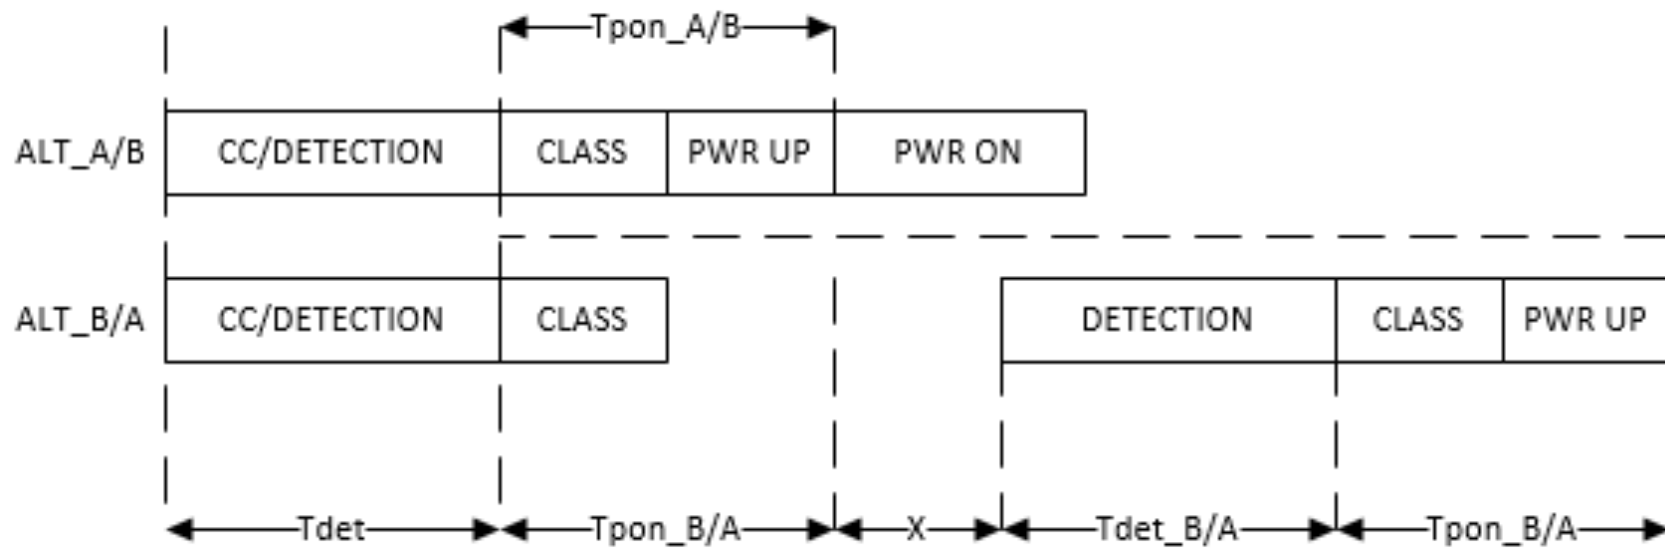 Tpon_A/B
ALT_A/B CC/DETECTION CLASS PWR UP PWR ON
ALT_B/A CC/DETECTION CLASS DETECTION CLASS PWR UP
Tdet Tpon_B/A X Tdet_B/A Tpon_B/A